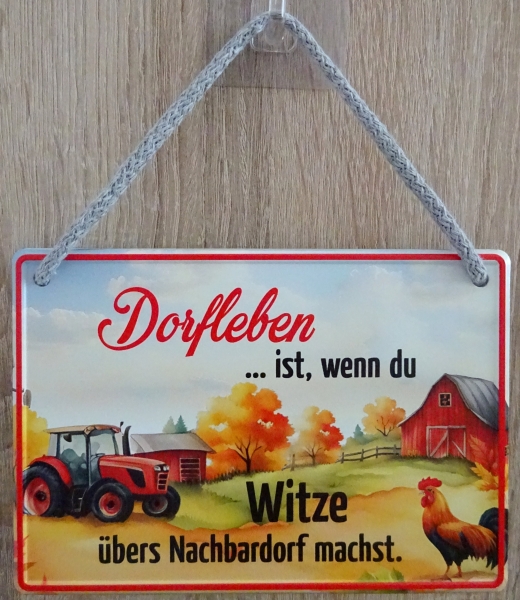 Dorfleben
... ist, wenn du
Witze
übers Nachbardorf machst.